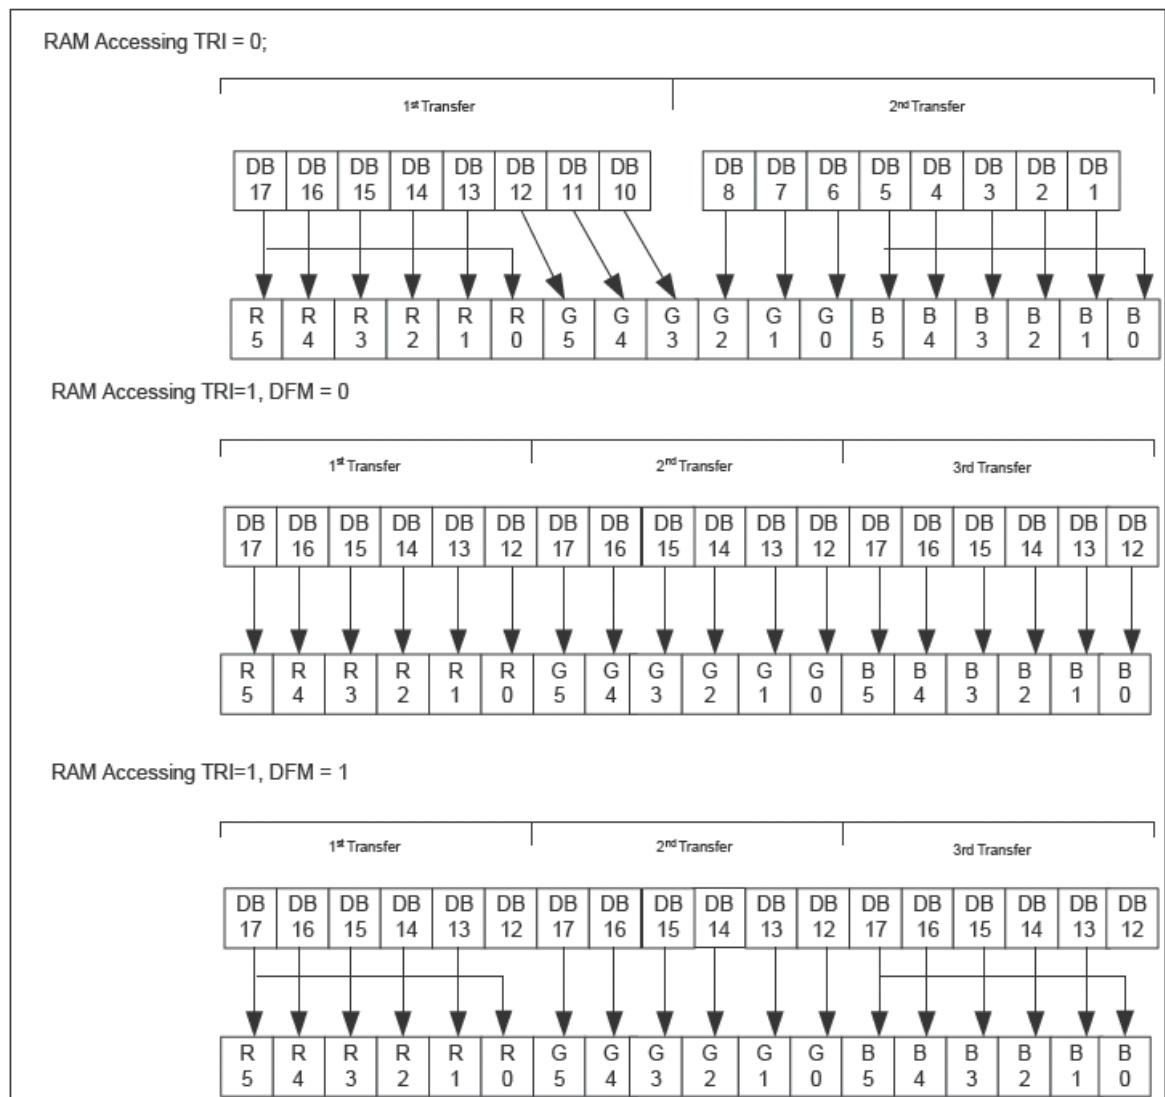 RAM Accessing TRI = 0;
1st Transfer 2nd Transfer
DB DB DB DB DB DB DB DB DB DB DB DB DB DB DB DB
17 16 15 14 13 12 11 10 8 7 6 5 4 3 2 1
R R R R R R G G G G G G B B B B B B
5 4 3 2 1 0 5 4 3 2 1 0 5 4 3 2 1 0
RAM Accessing TRI=1, DFM = 0
1st Transfer 2nd Transfer 3rd Transfer
DB DB DB DB DB DB DB DB DB DB DB DB DB DB DB DB DB DB
17 16 15 14 13 12 17 16 15 14 13 12 17 16 15 14 13 12
R R R R R R G G G G G G B B B B B B
5 4 3 2 1 0 5 4 3 2 1 0 5 4 3 2 1 0
RAM Accessing TRI=1, DFM = 1
1st Transfer 2nd Transfer 3rd Transfer
DB DB DB DB DB DB DB DB DB DB DB DB DB DB DB DB DB DB
17 16 15 14 13 12 17 16 15 14 13 12 17 16 15 14 13 12
R R R R R R G G G G G G B B B B B B
5 4 3 2 1 0 5 4 3 2 1 0 5 4 3 2 1 0